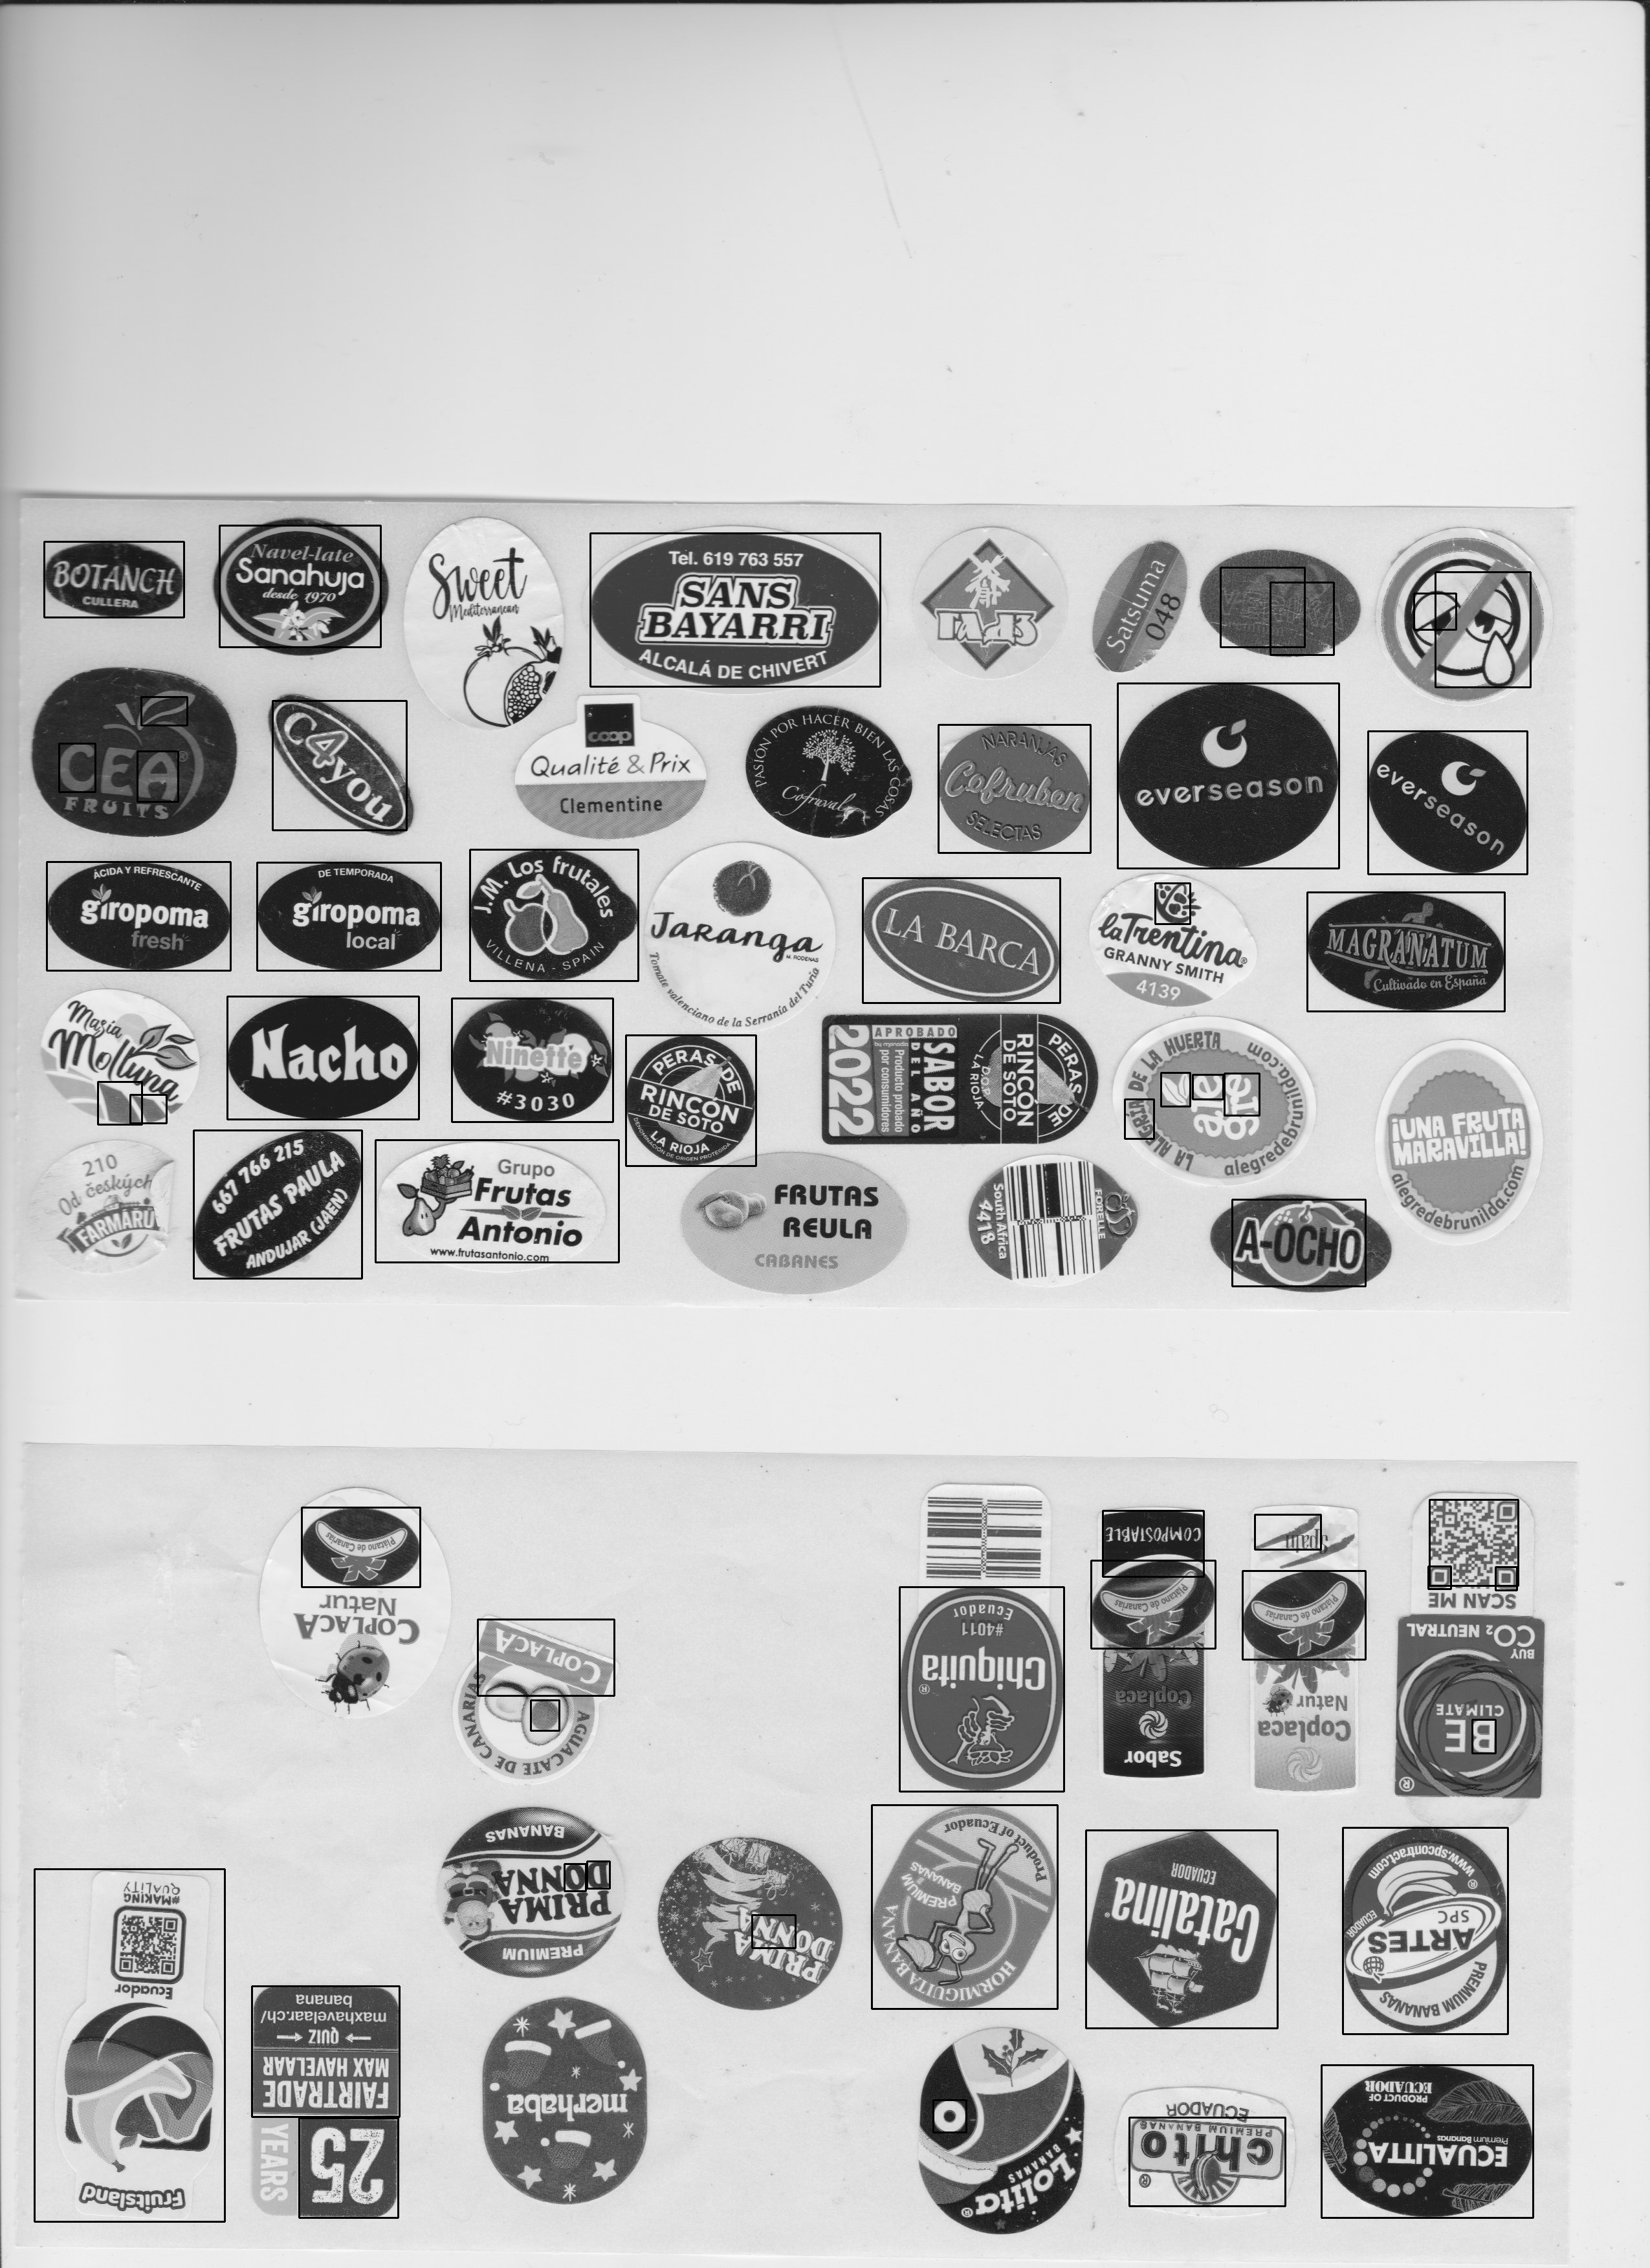 BOTANCH
CULLERA
Navel-late
Sanahuja
desde 1970
Sweet
Mediterranean
Tel. 619 763 557
SANS
BAYARRI
ALCALÁ DE CHIVERT
Satsuma
048
CEA®
FRUITS
C4you
coop
Qualité & Prix
Clementine
PASIÓN POR HACER BIEN LAS COSAS
Cofrural
NARANJAS
Cofruben
SELECTAS
everseason
everseason
ÁCIDA Y REFRESCANTE
giropoma
fresh
DE TEMPORADA
giropoma
local
J.M. Los frutales
VILLENA - SPAIN
Jaranga
M. RODENAS
Tomate valenciano de la Serranía del Turia
LA BARCA
laTrentina®
GRANNY SMITH
4139
MAGRANATUM
Cultivado en España
Masía
Molluna
Nacho
Ninette
#3030
PERAS DE
RINCÓN
DE SOTO
LA RIOJA
DENOMINACIÓN DE ORIGEN PROTEGIDA
2022
APROBADO
Producto probado
por consumidores
SABOR
DEL AÑO
PERAS DE
RINCÓN
DE SOTO
D.O.P.
LA RIOJA
LA ALEGRÍA DE LA HUERTA
ale
gre
alegredebrunilda.com
¡UNA FRUTA
MARAVILLA!
alegredebrunilda.com
210
Od českých
FARMÁŘŮ
667 766 215
FRUTAS PAULA
ANDUJAR (JAEN)
Grupo
Frutas
Antonio
www.frutasantonio.com
FRUTAS
REULA
CABANES
FORELLE
South Africa
4418
A-OCHO
Plátano de Canarias
COPLACA
Natur
COPLACA
AGUACATE DE CANARIAS
Ecuador
#4011
Chiquita®
COMPOSTABLE
Plátano de Canarias
Coplaca
Sabor
Spain
Plátano de Canarias
Natur
Coplaca
SCAN ME
BUY
CO2 NEUTRAL
BE
CLIMATE
®
#MAKING
QUALITY
Ecuador
Fruitsland
BANANAS
PRIMA
DONNA
PREMIUM
PRIMA
DONNA
Product of Ecuador
PREMIUM
BANANAS
HORMIGUITA BANANA
ECUADOR
Catalina
www.spcontract.com
®
ECUADOR
SPC
ARTES
PREMIUM BANANAS
25
YEARS
FAIRTRADE
MAX HAVELAAR
QUIZ
maxhavelaar.ch/
banana
merhaba
Lolita®
BANANAS
ECUADOR
PREMIUM BANANAS
chito
®
PRODUCT OF
ECUADOR
Premium Bananas
ECUALITTA